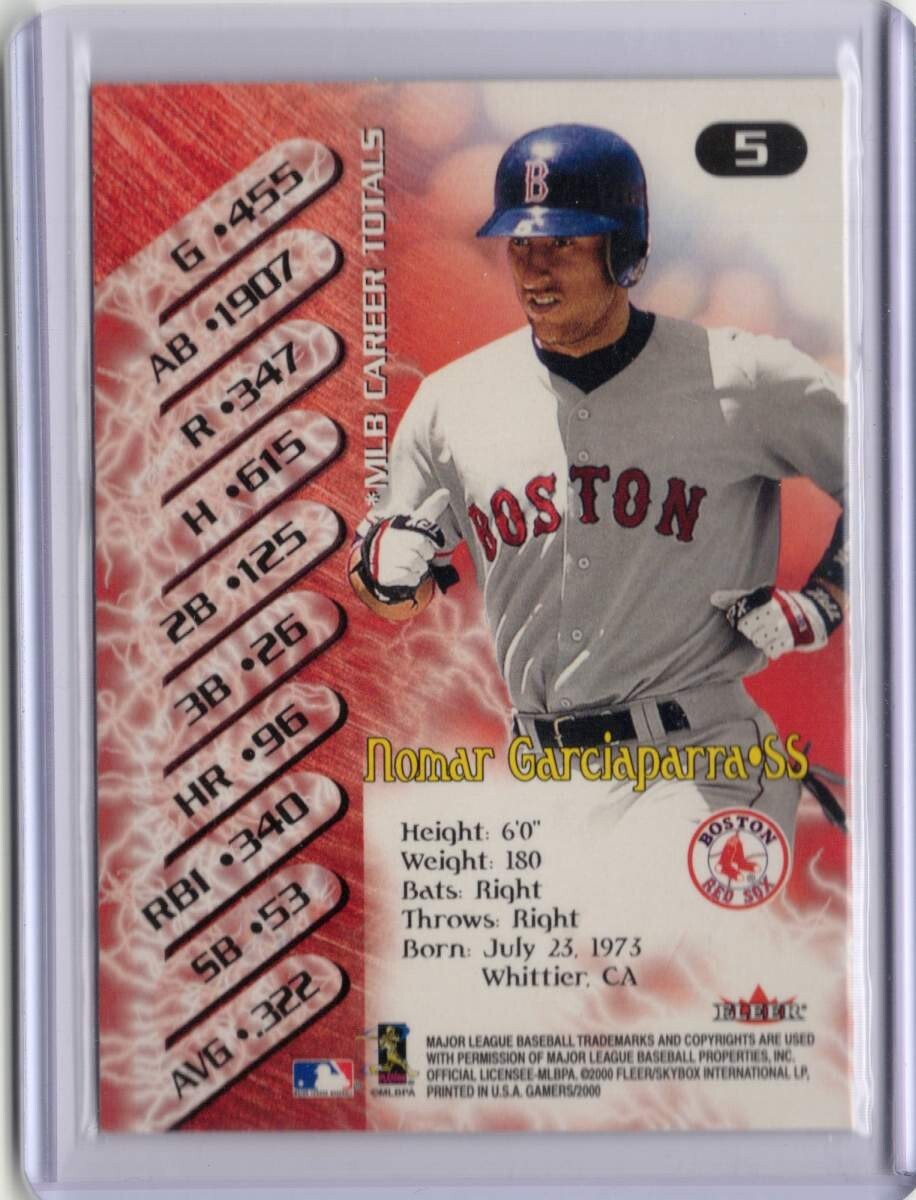 5
*MLB CAREER TOTALS
G •.455
AB •1907
R •347
H •615
2B •125
3B •26
HR •96
RBI •340
SB •53
AVG •.322
B
BOSTON
Nomar Garciaparra•SS
Height: 6'0"
Weight: 180
Bats: Right
Throws: Right
Born: July 23, 1973
Whittier, CA
BOSTON
RED SOX
FLEER
MAJOR LEAGUE BASEBALL TRADEMARKS AND COPYRIGHTS ARE USED
WITH PERMISSION OF MAJOR LEAGUE BASEBALL PROPERTIES, INC.
OFFICIAL LICENSEE-MLBPA. ©2000 FLEER/SKYBOX INTERNATIONAL LP,
PRINTED IN U.S.A. GAMERS/2000
©MLBPA